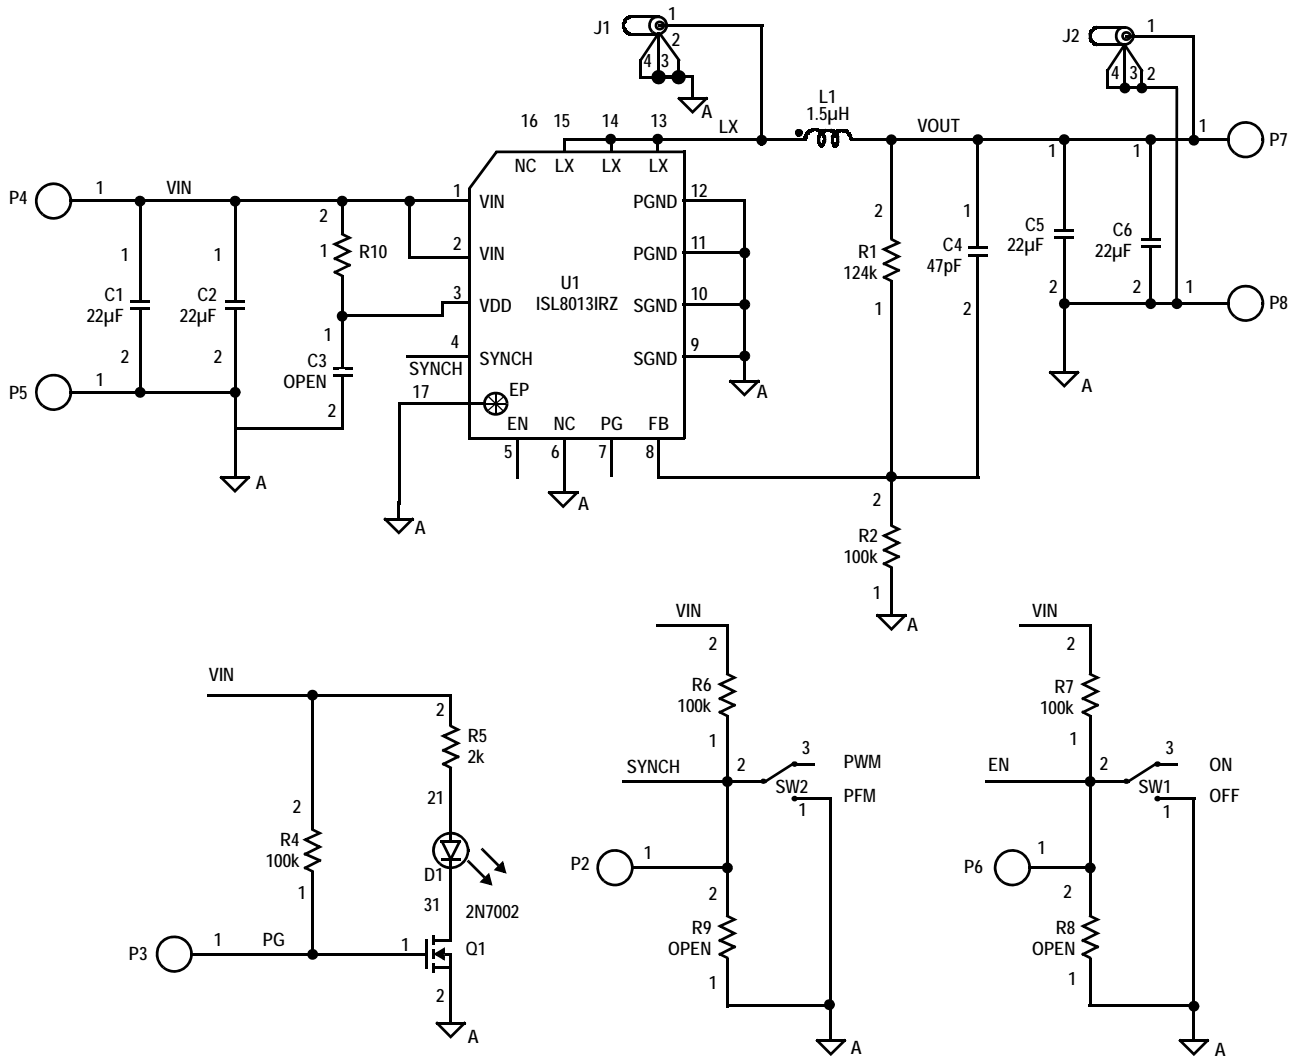 J1
1
2
4
3
A
J2
1
4
3
2
L1
1.5µH
16
15
14
13
LX
VOUT
1
P7
NC
LX
LX
LX
P4
1
VIN
1
VIN
PGND
12
2
VIN
PGND
11
2
1
R10
1
1
C1
22µF
C2
22µF
3
VDD
U1
ISL8013IRZ
SGND
10
2
R1
124k
1
1
C4
47pF
2
1
C5
22µF
2
1
C6
22µF
2
1
P8
2
2
1
C3
OPEN
2
4
SYNCH
SYNCH
SGND
9
A
A
P5
1
17
EP
EN
NC
PG
FB
5
6
7
8
A
A
A
2
R2
100k
1
A
VIN
2
R6
100k
1
SYNCH
2
3
PWM
SW2
PFM
1
P2
1
2
R9
OPEN
1
A
VIN
2
R7
100k
1
EN
2
3
ON
SW1
OFF
1
P6
1
2
R8
OPEN
1
A
VIN
2
R5
2k
21
2
R4
100k
1
D1
31
2N7002
P3
1
PG
1
Q1
2
A